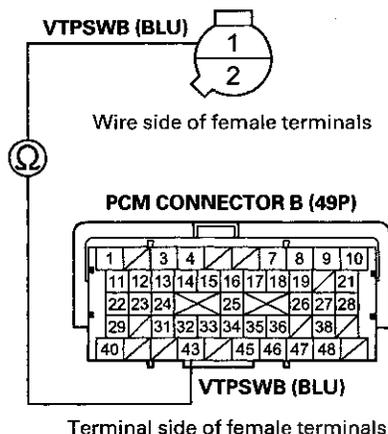 VTPSWB (BLU)
1
2
Wire side of female terminals
Ω
PCM CONNECTOR B (49P)
1 3 4 7 8 9 10
11 12 13 14 15 16 17 18 19 21
22 23 24 25 26 27 28
29 31 32 33 34 35 36 38
40 43 45 46 47 48
VTPSWB (BLU)
Terminal side of female terminals